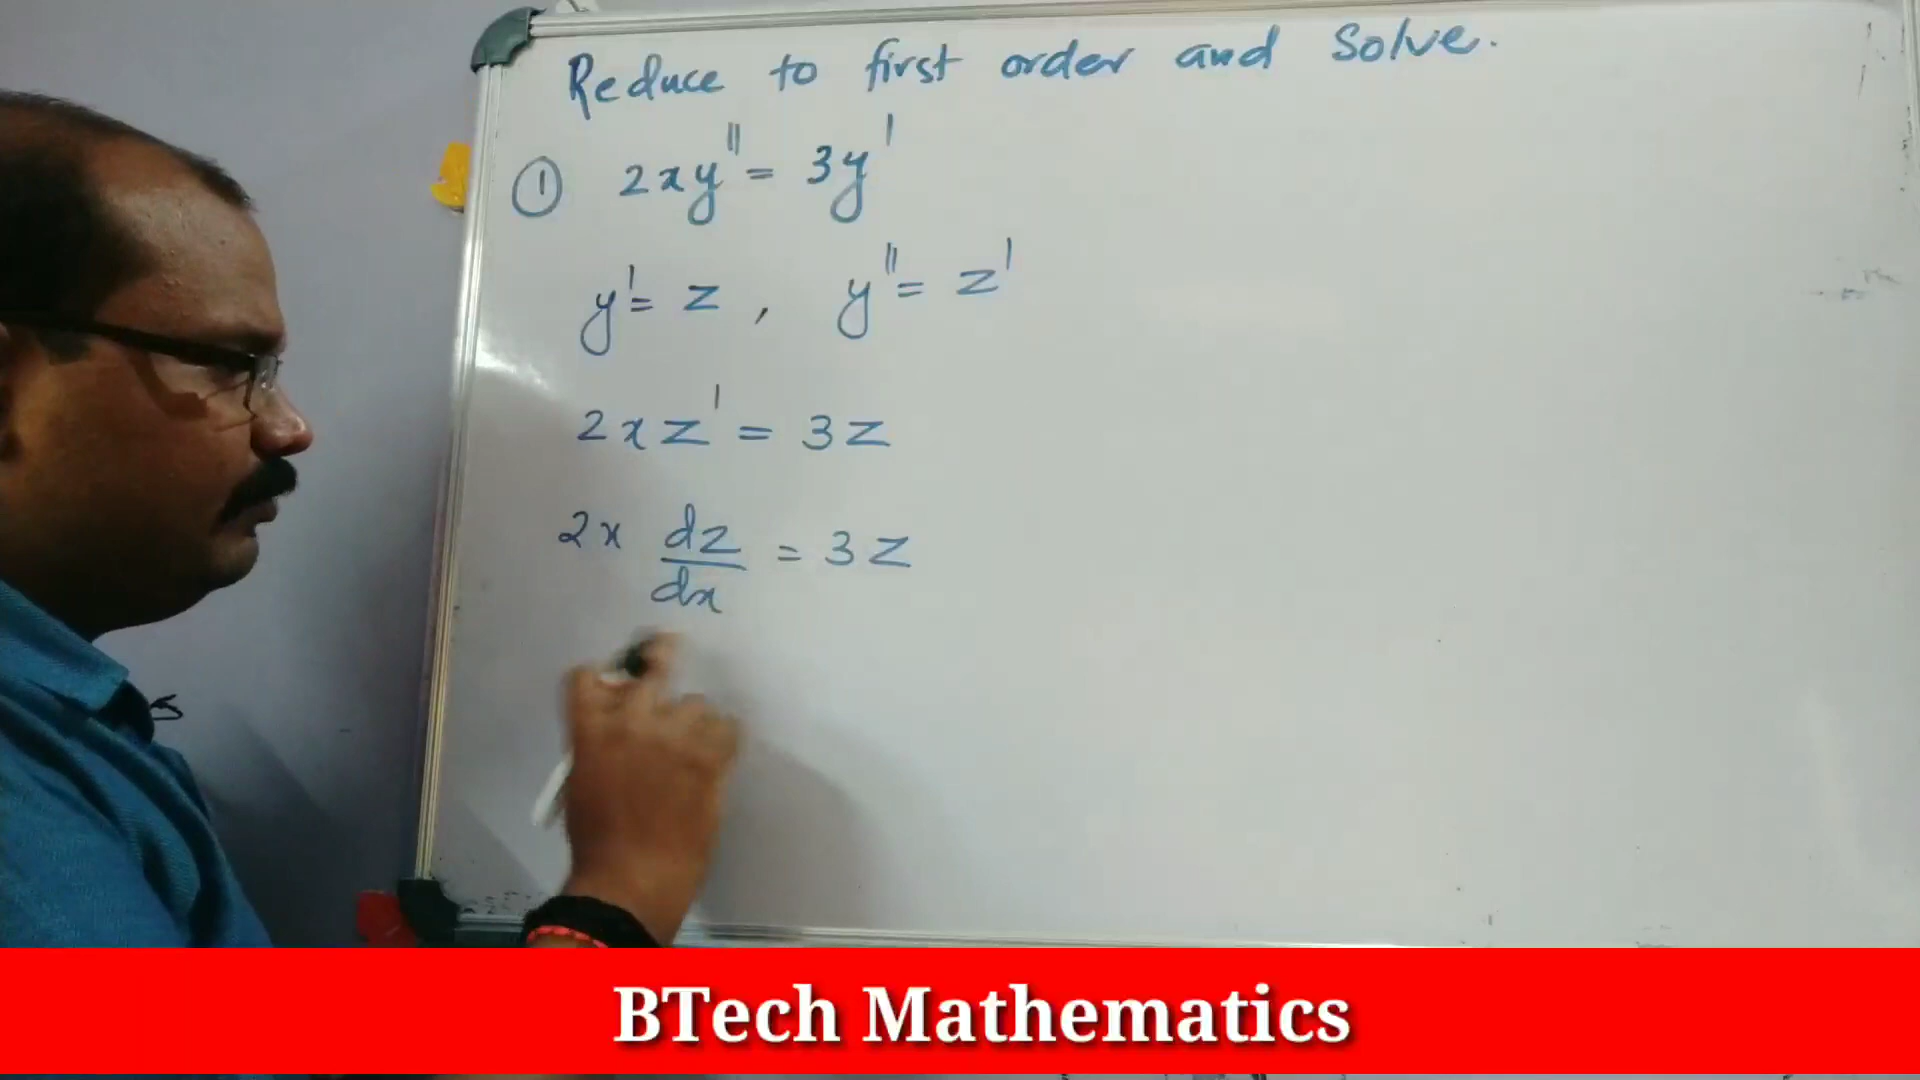 Reduce to first order and Solve.
① 2xy'' = 3y'
y' = z , y'' = z'
2xz' = 3z
2x dz/dx = 3z
BTech Mathematics